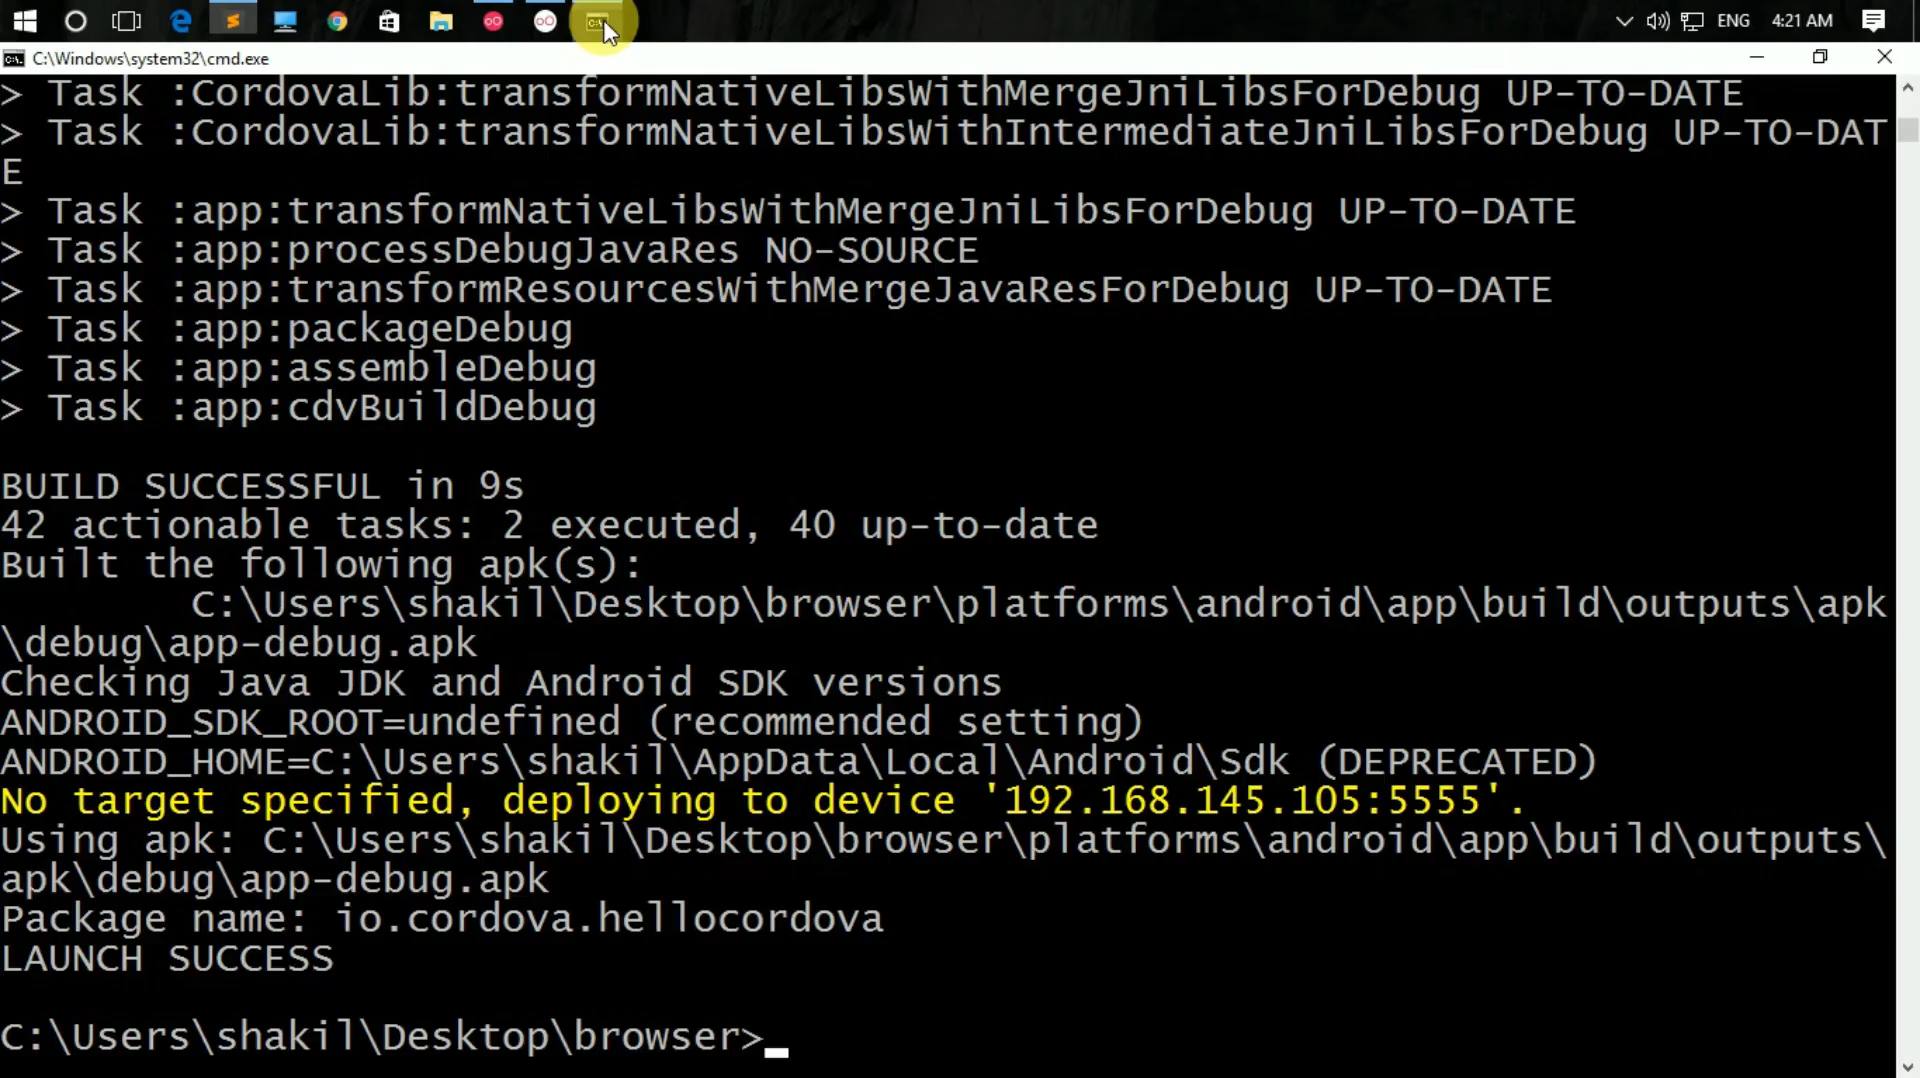 ENG 4:21 AM
C:\Windows\system32\cmd.exe
> Task :CordovaLib:transformNativeLibsWithMergeJniLibsForDebug UP-TO-DATE
> Task :CordovaLib:transformNativeLibsWithIntermediateJniLibsForDebug UP-TO-DAT
E
> Task :app:transformNativeLibsWithMergeJniLibsForDebug UP-TO-DATE
> Task :app:processDebugJavaRes NO-SOURCE
> Task :app:transformResourcesWithMergeJavaResForDebug UP-TO-DATE
> Task :app:packageDebug
> Task :app:assembleDebug
> Task :app:cdvBuildDebug
BUILD SUCCESSFUL in 9s
42 actionable tasks: 2 executed, 40 up-to-date
Built the following apk(s):
C:\Users\shakil\Desktop\browser\platforms\android\app\build\outputs\apk
\debug\app-debug.apk
Checking Java JDK and Android SDK versions
ANDROID_SDK_ROOT=undefined (recommended setting)
ANDROID_HOME=C:\Users\shakil\AppData\Local\Android\Sdk (DEPRECATED)
No target specified, deploying to device '192.168.145.105:5555'.
Using apk: C:\Users\shakil\Desktop\browser\platforms\android\app\build\outputs\
apk\debug\app-debug.apk
Package name: io.cordova.hellocordova
LAUNCH SUCCESS
C:\Users\shakil\Desktop\browser>